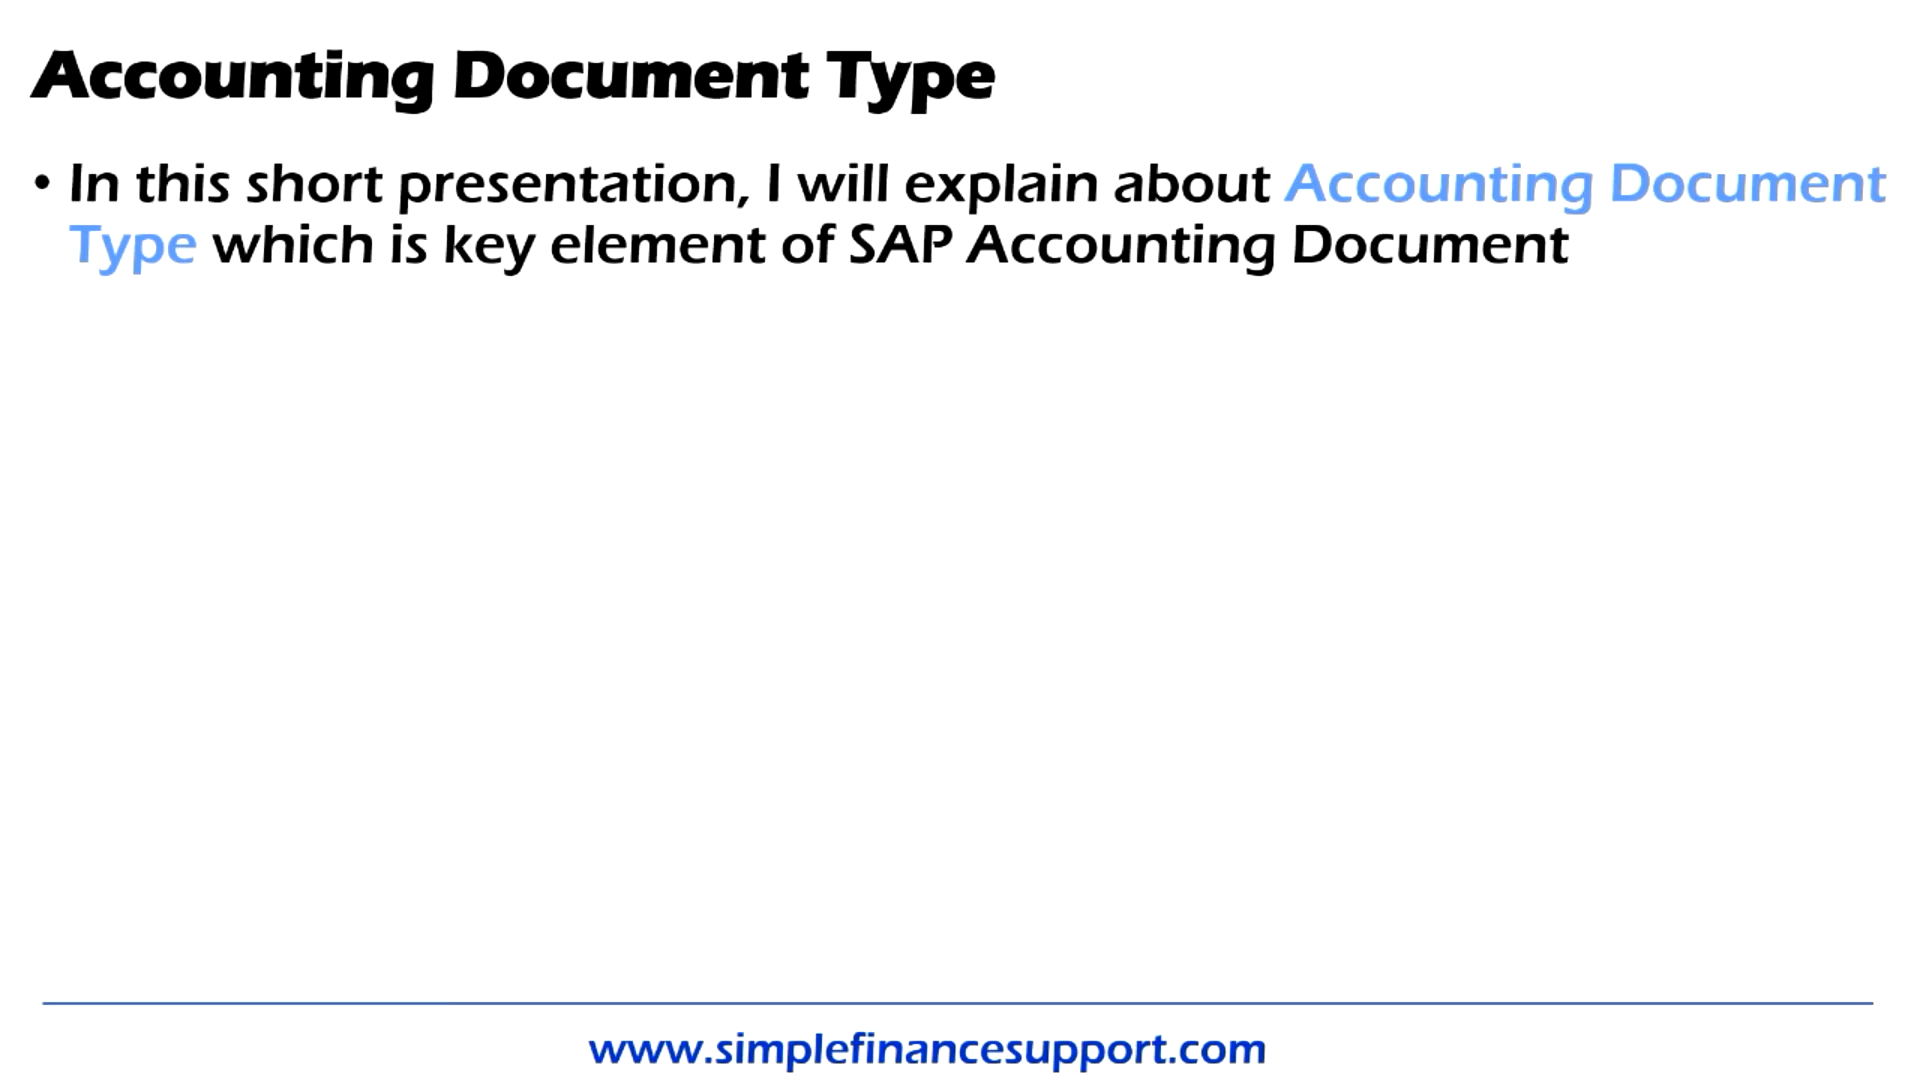 Accounting Document Type
• In this short presentation, I will explain about Accounting Document
Type which is key element of SAP Accounting Document
www.simplefinancesupport.com